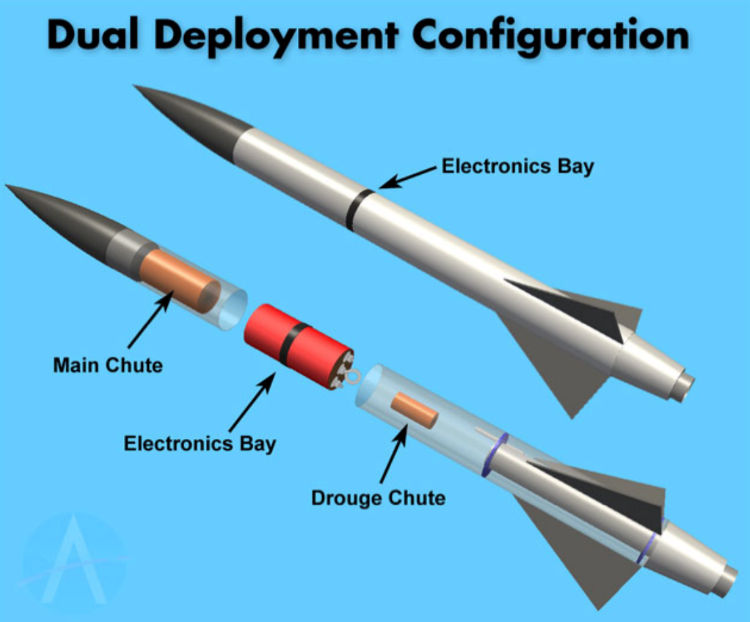 Dual Deployment Configuration
Electronics Bay
Main Chute
Electronics Bay
Drouge Chute